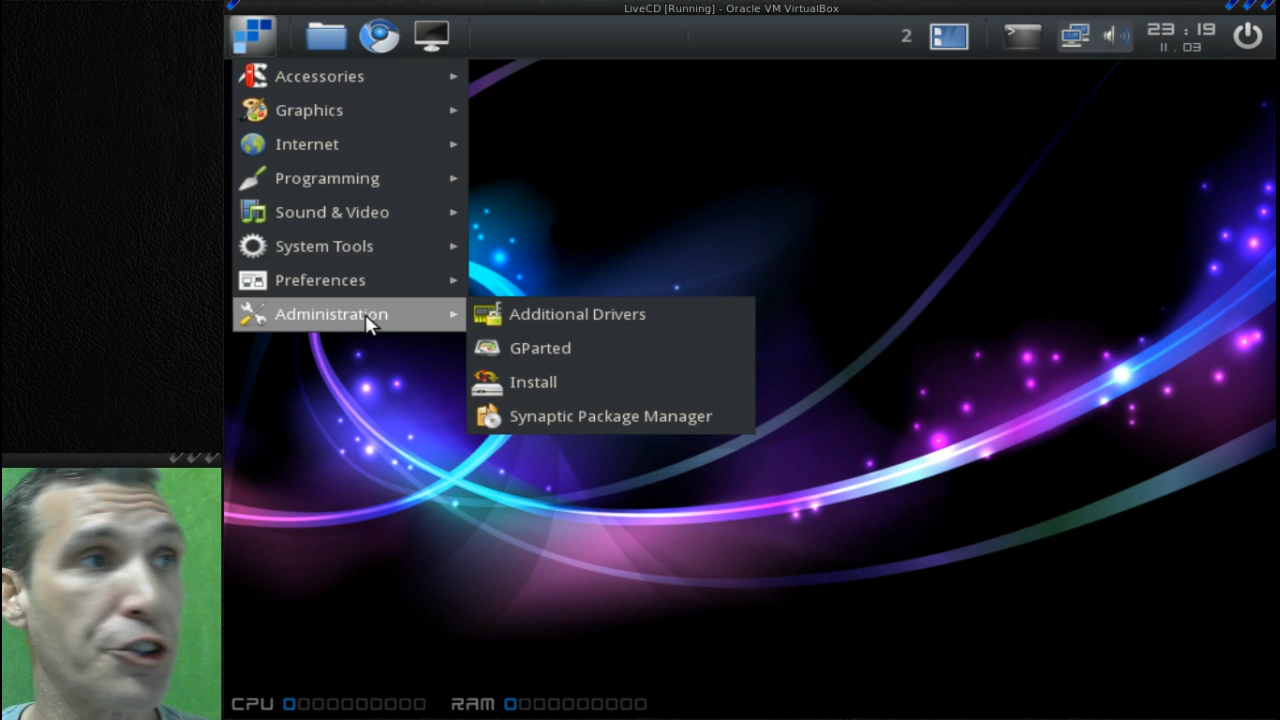 LiveCD [Running] - Oracle VM VirtualBox
2
23 : 19
11 . 03
Accessories
Graphics
Internet
Programming
Sound & Video
System Tools
Preferences
Administration
Additional Drivers
GParted
Install
Synaptic Package Manager
CPU
RAM